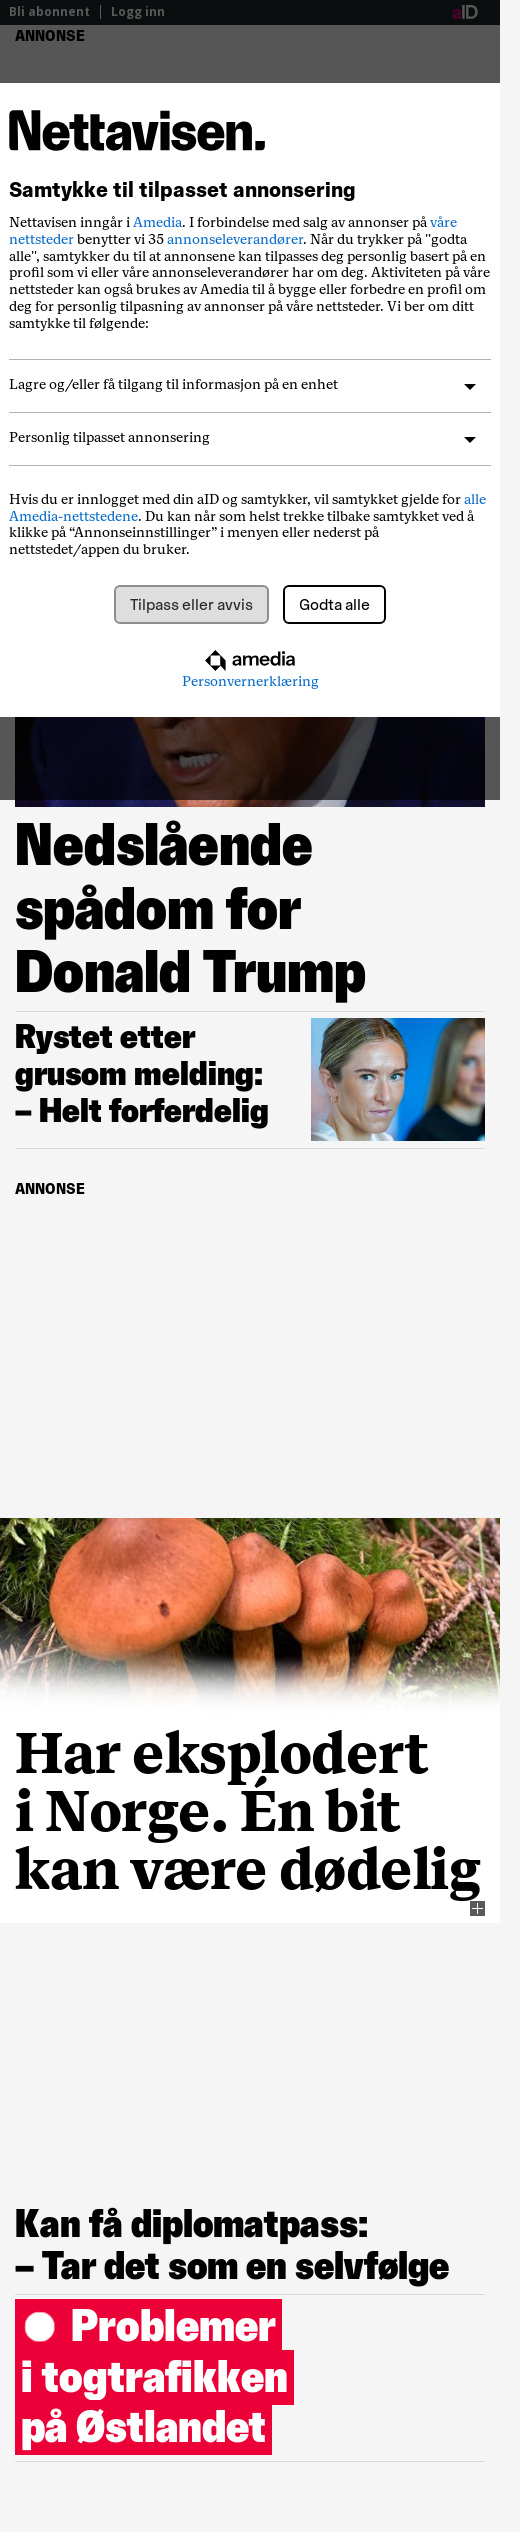 Bli abonnent | Logg inn
aID
ANNONSE
Nettavisen.
Samtykke til tilpasset annonsering
Nettavisen inngår i Amedia. I forbindelse med salg av annonser på våre
nettsteder benytter vi 35 annonseleverandører. Når du trykker på "godta
alle", samtykker du til at annonsene kan tilpasses deg personlig basert på en
profil som vi eller våre annonseleverandører har om deg. Aktiviteten på våre
nettsteder kan også brukes av Amedia til å bygge eller forbedre en profil om
deg for personlig tilpasning av annonser på våre nettsteder. Vi ber om ditt
samtykke til følgende:
Lagre og/eller få tilgang til informasjon på en enhet
Personlig tilpasset annonsering
Hvis du er innlogget med din aID og samtykker, vil samtykket gjelde for alle
Amedia-nettstedene. Du kan når som helst trekke tilbake samtykket ved å
klikke på “Annonseinnstillinger” i menyen eller nederst på
nettstedet/appen du bruker.
Tilpass eller avvis
Godta alle
amedia
Personvernerklæring
Nedslående
spådom for
Donald Trump
Rystet etter
grusom melding:
– Helt forferdelig
ANNONSE
Har eksplodert
i Norge. Én bit
kan være dødelig
Kan få diplomatpass:
– Tar det som en selvfølge
Problemer
i togtrafikken
på Østlandet